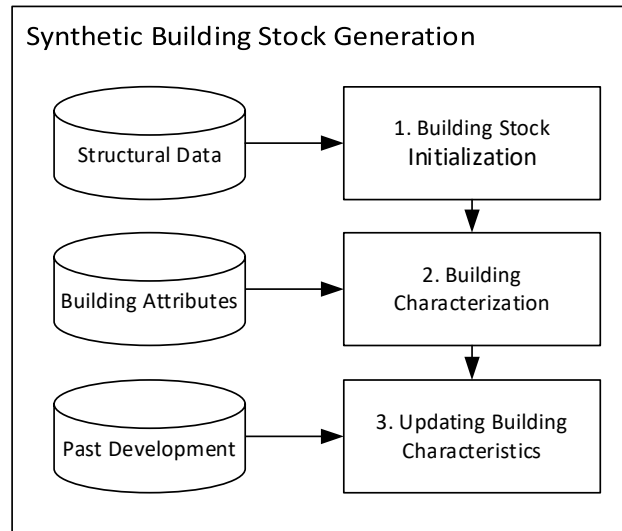 Synthetic Building Stock Generation
Structural Data
1. Building Stock
Initialization
Building Attributes
2. Building
Characterization
Past Development
3. Updating Building
Characteristics